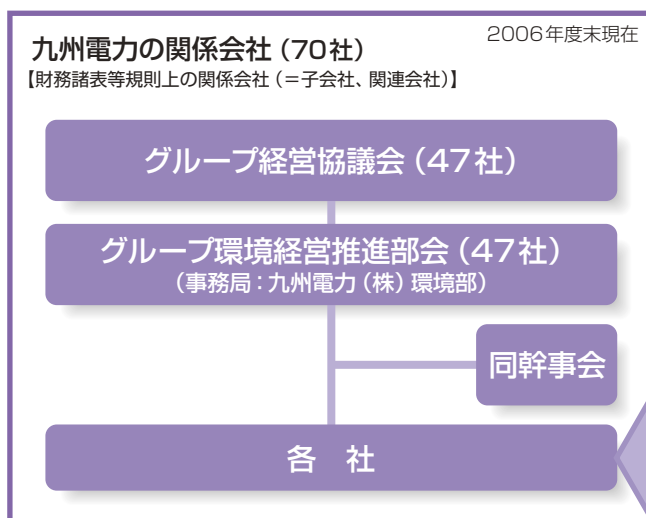 2006年度末現在
九州電力の関係会社（70社）
【財務諸表等規則上の関係会社（＝子会社、関連会社）】
グループ経営協議会（47社）
グループ環境経営推進部会（47社）
（事務局：九州電力（株）環境部）
同幹事会
各　社